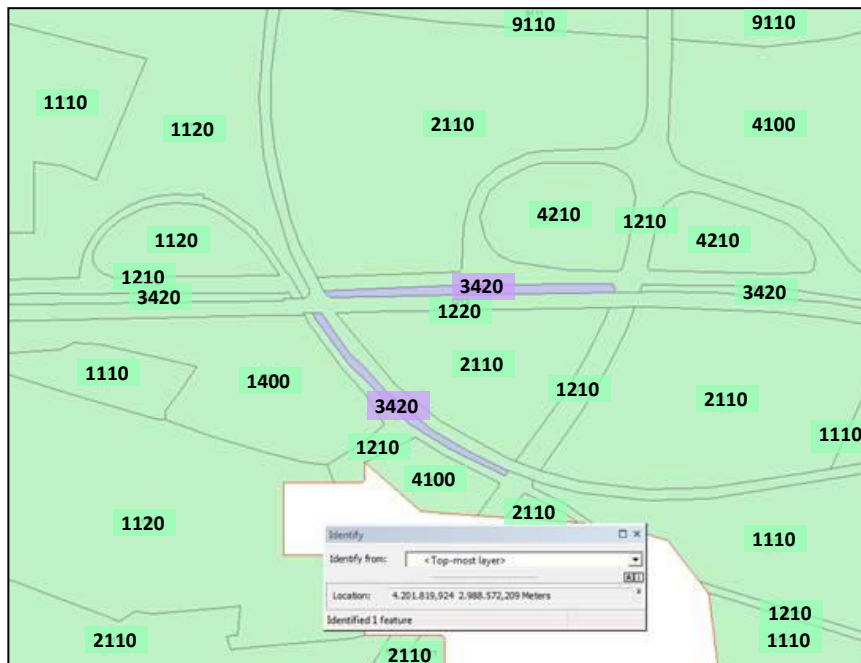 9110 9110
1110
1120 2110 4100
4210 1210 4210
1120
1210
3420 3420 3420
1220
1110 1400 2110 1210 2110
3420
1210 1110
4100
1120 2110 1110
Identify
Identify from: <Top-most layer>
Location: 4.201.819,924 2.988.572,209 Meters
Identified 1 feature
1210
2110 2110 1110